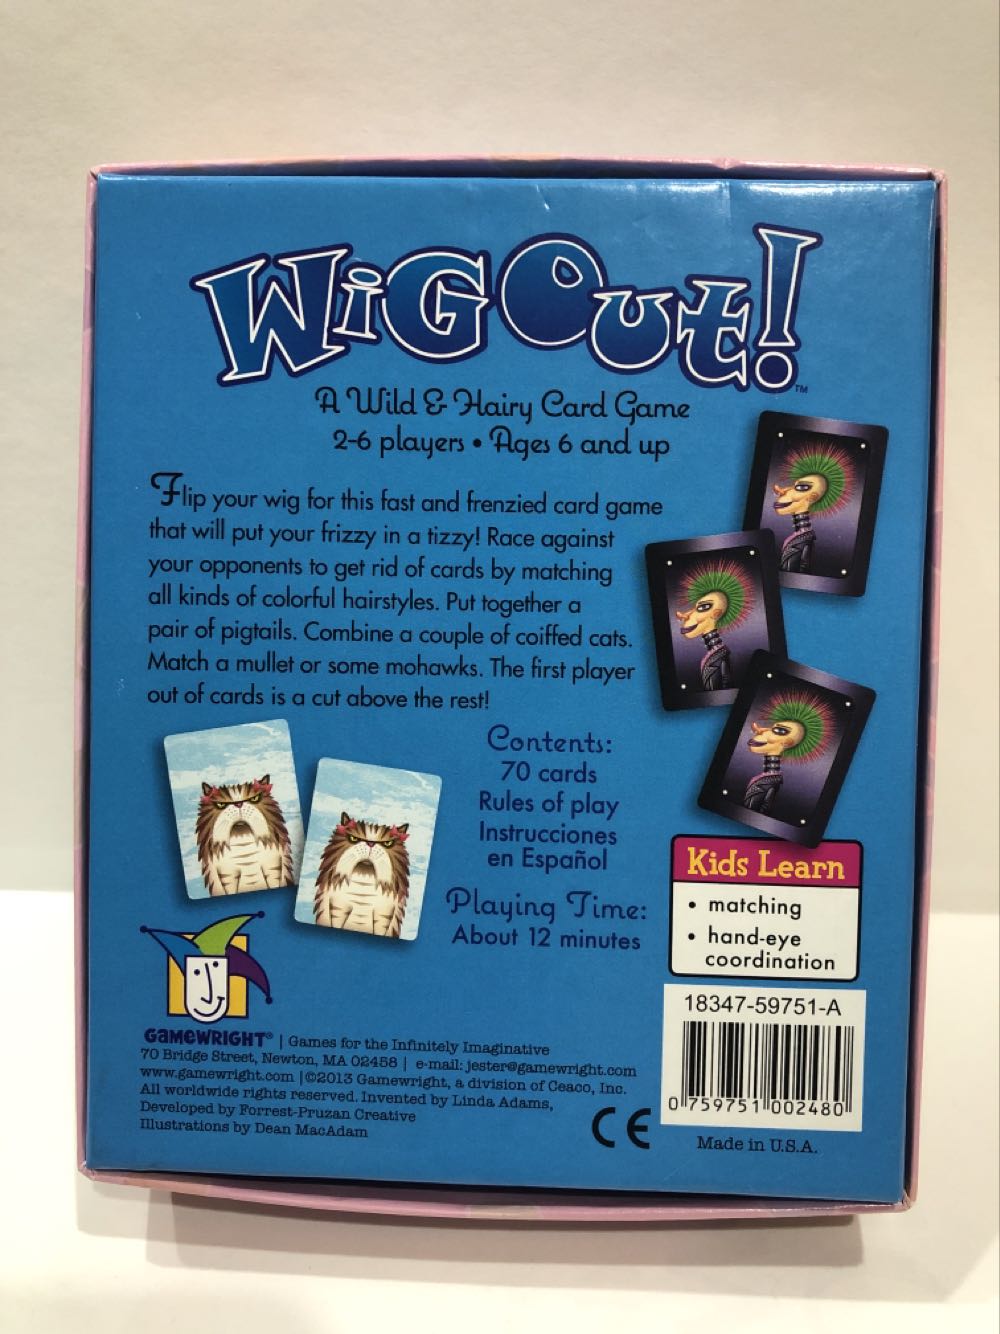 Wig Out!™
A Wild & Hairy Card Game
2-6 players • Ages 6 and up
Flip your wig for this fast and frenzied card game
that will put your frizzy in a tizzy! Race against
your opponents to get rid of cards by matching
all kinds of colorful hairstyles. Put together a
pair of pigtails. Combine a couple of coiffed cats.
Match a mullet or some mohawks. The first player
out of cards is a cut above the rest!
Contents:
70 cards
Rules of play
Instrucciones
en Español
Playing Time:
About 12 minutes
Kids Learn
• matching
• hand-eye
coordination
GAMEWRIGHT® | Games for the Infinitely Imaginative
70 Bridge Street, Newton, MA 02458 | e-mail: jester@gamewright.com
www.gamewright.com |©2013 Gamewright, a division of Ceaco, Inc.
All worldwide rights reserved. Invented by Linda Adams,
Developed by Forrest-Pruzan Creative
Illustrations by Dean MacAdam
CE
18347-59751-A
0 759751 002480
Made in U.S.A.